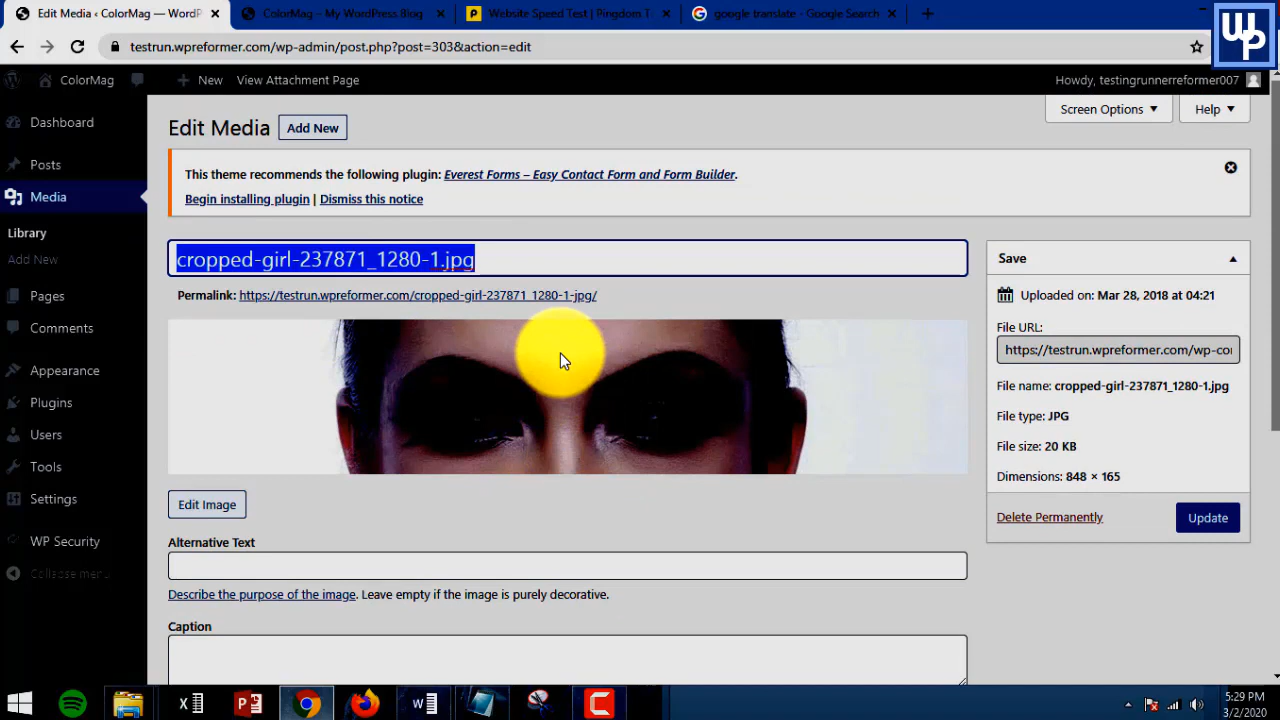 Edit Media ‹ ColorMag — WordP
ColorMag – My WordPress Blog
Website Speed Test | Pingdom T
google translate - Google Search
testrun.wpreformer.com/wp-admin/post.php?post=303&action=edit
WP
ColorMag
New
View Attachment Page
Howdy, testingrunnerreformer007
Dashboard
Posts
Media
Library
Add New
Pages
Comments
Appearance
Plugins
Users
Tools
Settings
WP Security
Collapse menu
Screen Options
Help
Edit Media
Add New
This theme recommends the following plugin: Everest Forms – Easy Contact Form and Form Builder.
Begin installing plugin | Dismiss this notice
cropped-girl-237871_1280-1.jpg
Permalink: https://testrun.wpreformer.com/cropped-girl-237871_1280-1-jpg/
Edit Image
Alternative Text
Describe the purpose of the image. Leave empty if the image is purely decorative.
Caption
Save
Uploaded on: Mar 28, 2018 at 04:21
File URL:
https://testrun.wpreformer.com/wp-co
File name: cropped-girl-237871_1280-1.jpg
File type: JPG
File size: 20 KB
Dimensions: 848 × 165
Delete Permanently
Update
5:29 PM
3/2/2020